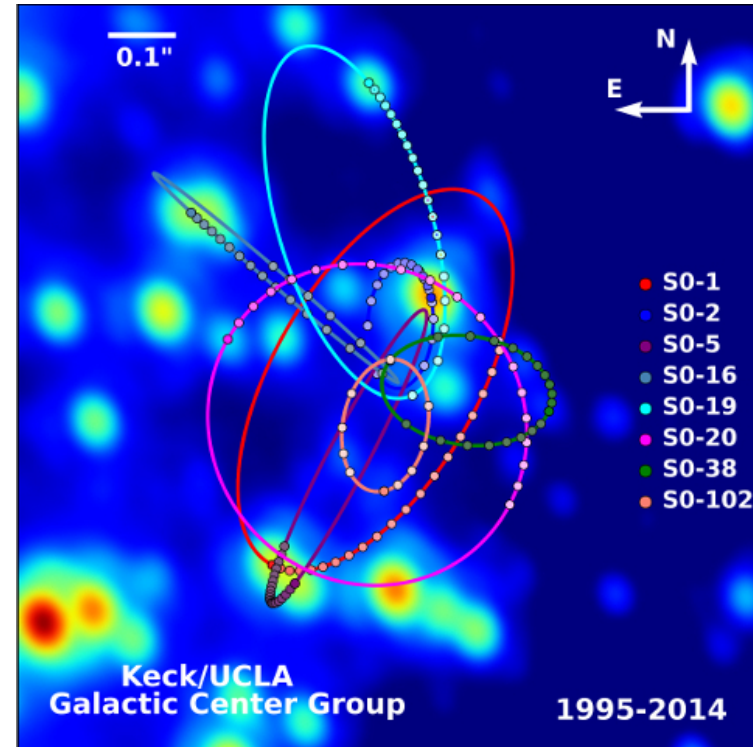 0.1"
N
E
S0-1
S0-2
S0-5
S0-16
S0-19
S0-20
S0-38
S0-102
Keck/UCLA
Galactic Center Group
1995-2014